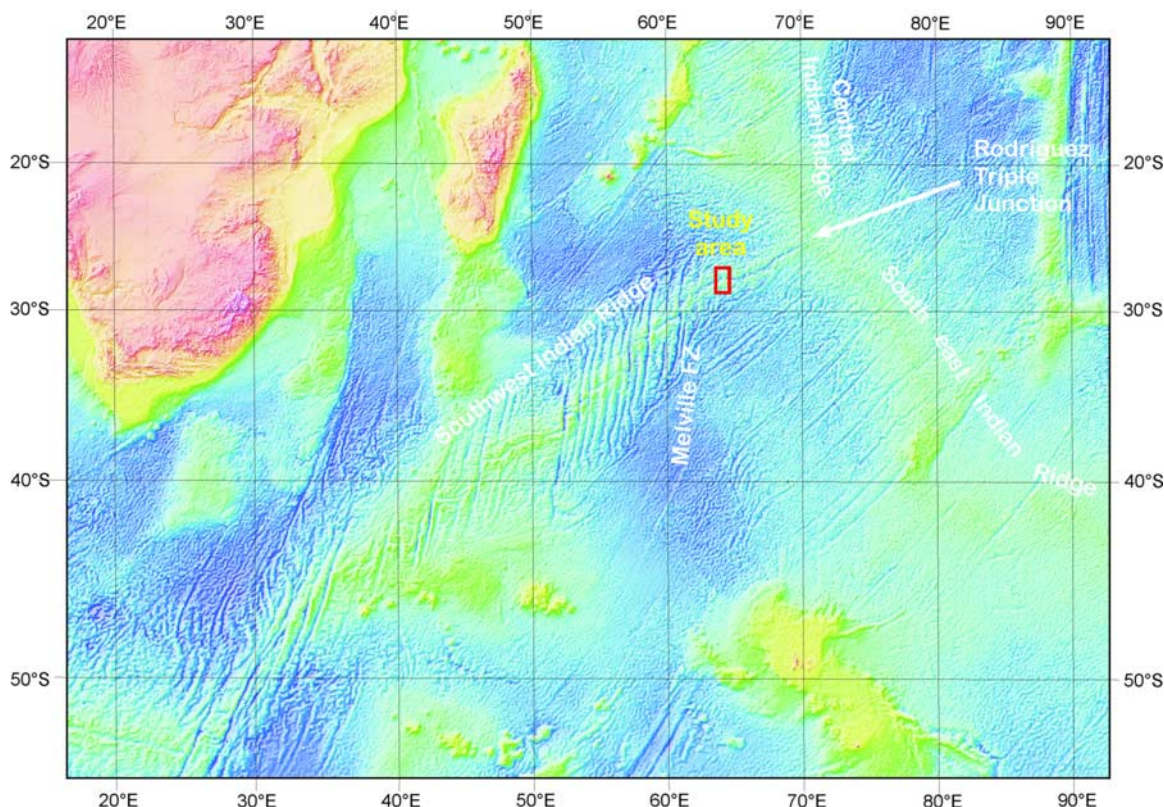 20°E 30°E 40°E 50°E 60°E 70°E 80°E 90°E
Central
Indian Ridge
Rodriguez
Triple
Junction
20°S 20°S
Study
area
South east Indian Ridge
30°S 30°S
Southwest Indian Ridge
Melville FZ
40°S 40°S
50°S 50°S
20°E 30°E 40°E 50°E 60°E 70°E 80°E 90°E